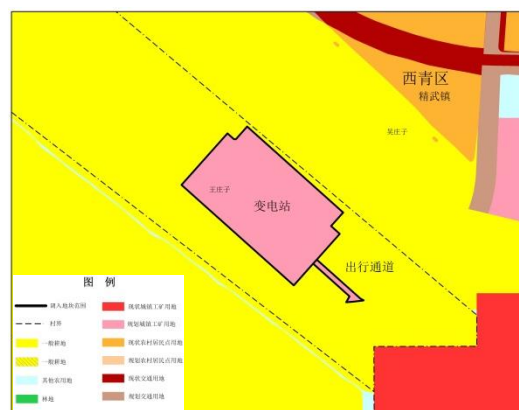 西青区
精武镇
吴庄子
王庄子
变电站
出行通道
图 例
调入地块范围
村界
一般耕地
一般耕地
其他农用地
林地
现状城镇工矿用地
规划城镇工矿用地
现状农村居民点用地
规划农村居民点用地
现状交通用地
规划交通用地